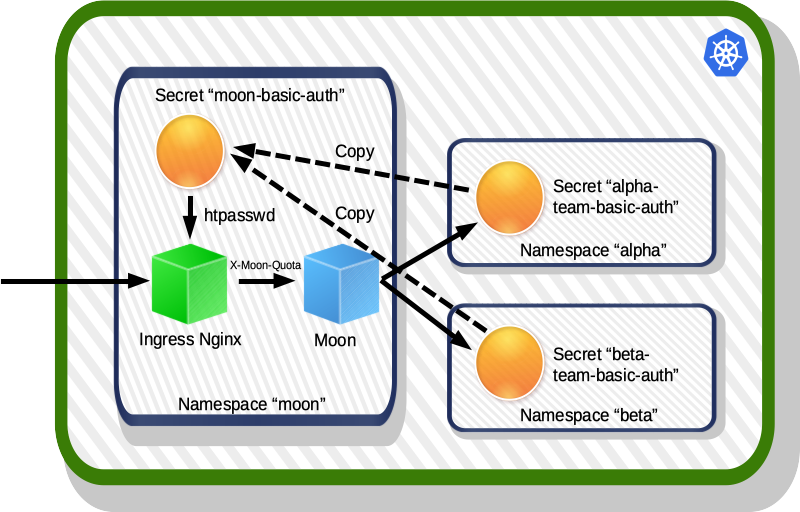 Secret “moon-basic-auth”
Copy
htpasswd
Copy
X-Moon-Quota
Ingress Nginx
Moon
Namespace “moon”
Secret “alpha-
team-basic-auth”
Namespace “alpha”
Secret “beta-
team-basic-auth”
Namespace “beta”